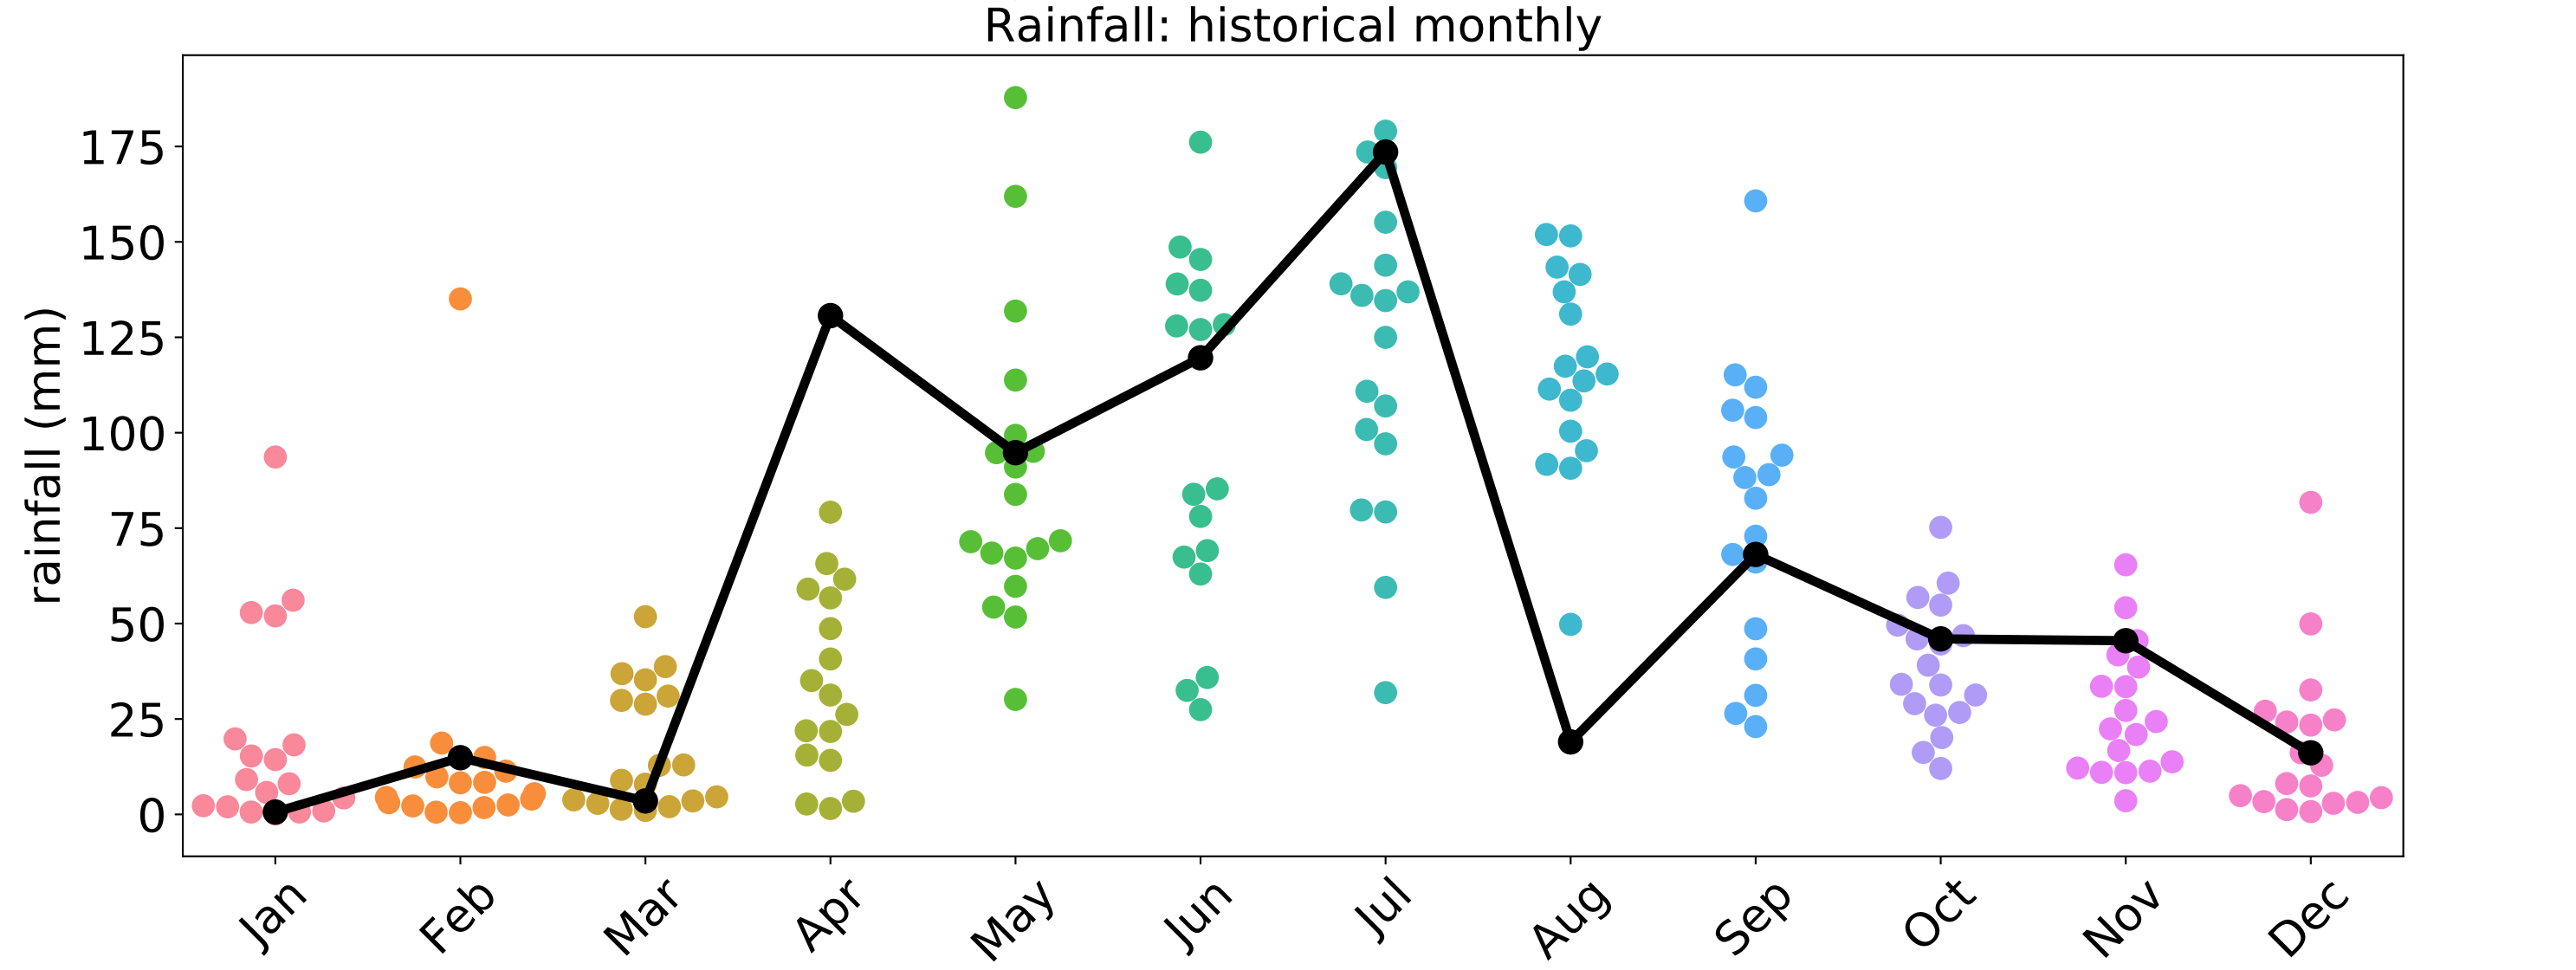 Rainfall: historical monthly
rainfall (mm)
175
150
125
100
75
50
25
0
Jan
Feb
Mar
Apr
May
Jun
Jul
Aug
Sep
Oct
Nov
Dec